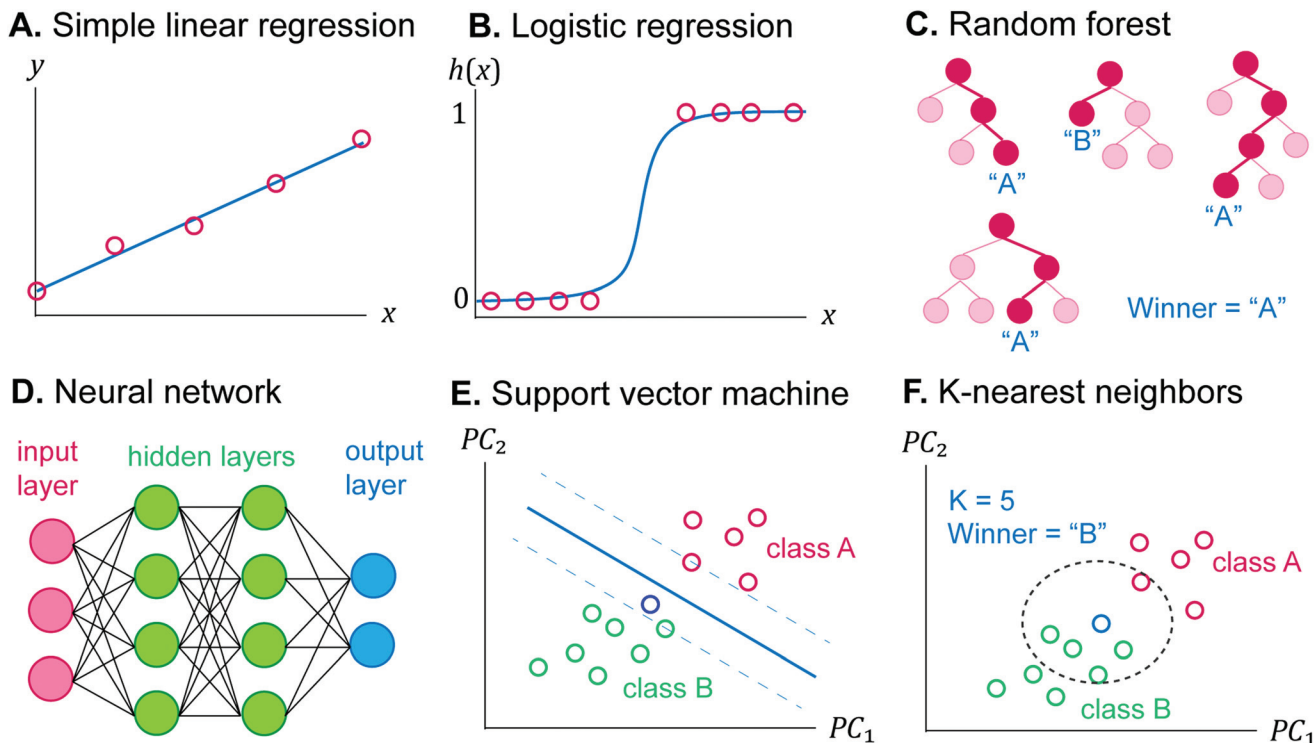 A. Simple linear regression
y
x
B. Logistic regression
h(x)
1
0
x
C. Random forest
“A”
“B”
“A”
“A”
Winner = “A”
D. Neural network
input
layer
hidden layers
output
layer
E. Support vector machine
PC₂
class A
class B
PC₁
F. K-nearest neighbors
PC₂
K = 5
Winner = “B”
class A
class B
PC₁